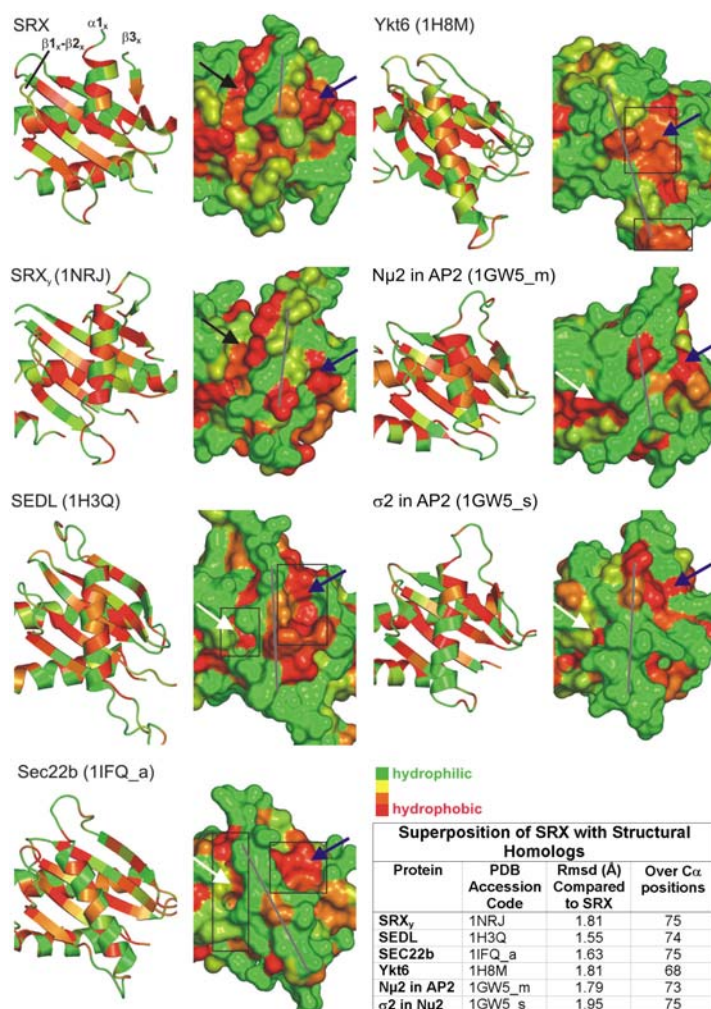 SRX
α1x
β1x-β2x
β3x
Ykt6 (1H8M)
SRXy (1NRJ)
Nμ2 in AP2 (1GW5_m)
SEDL (1H3Q)
σ2 in AP2 (1GW5_s)
Sec22b (1IFQ_a)
hydrophilic
hydrophobic
Superposition of SRX with Structural
Homologs
Protein PDB Accession Code Rmsd (Å) Compared to SRX Over Cα positions
SRXy 1NRJ 1.81 75
SEDL 1H3Q 1.55 74
SEC22b 1IFQ_a 1.63 75
Ykt6 1H8M 1.81 68
Nμ2 in AP2 1GW5_m 1.79 73
σ2 in Nμ2 1GW5_s 1.95 75